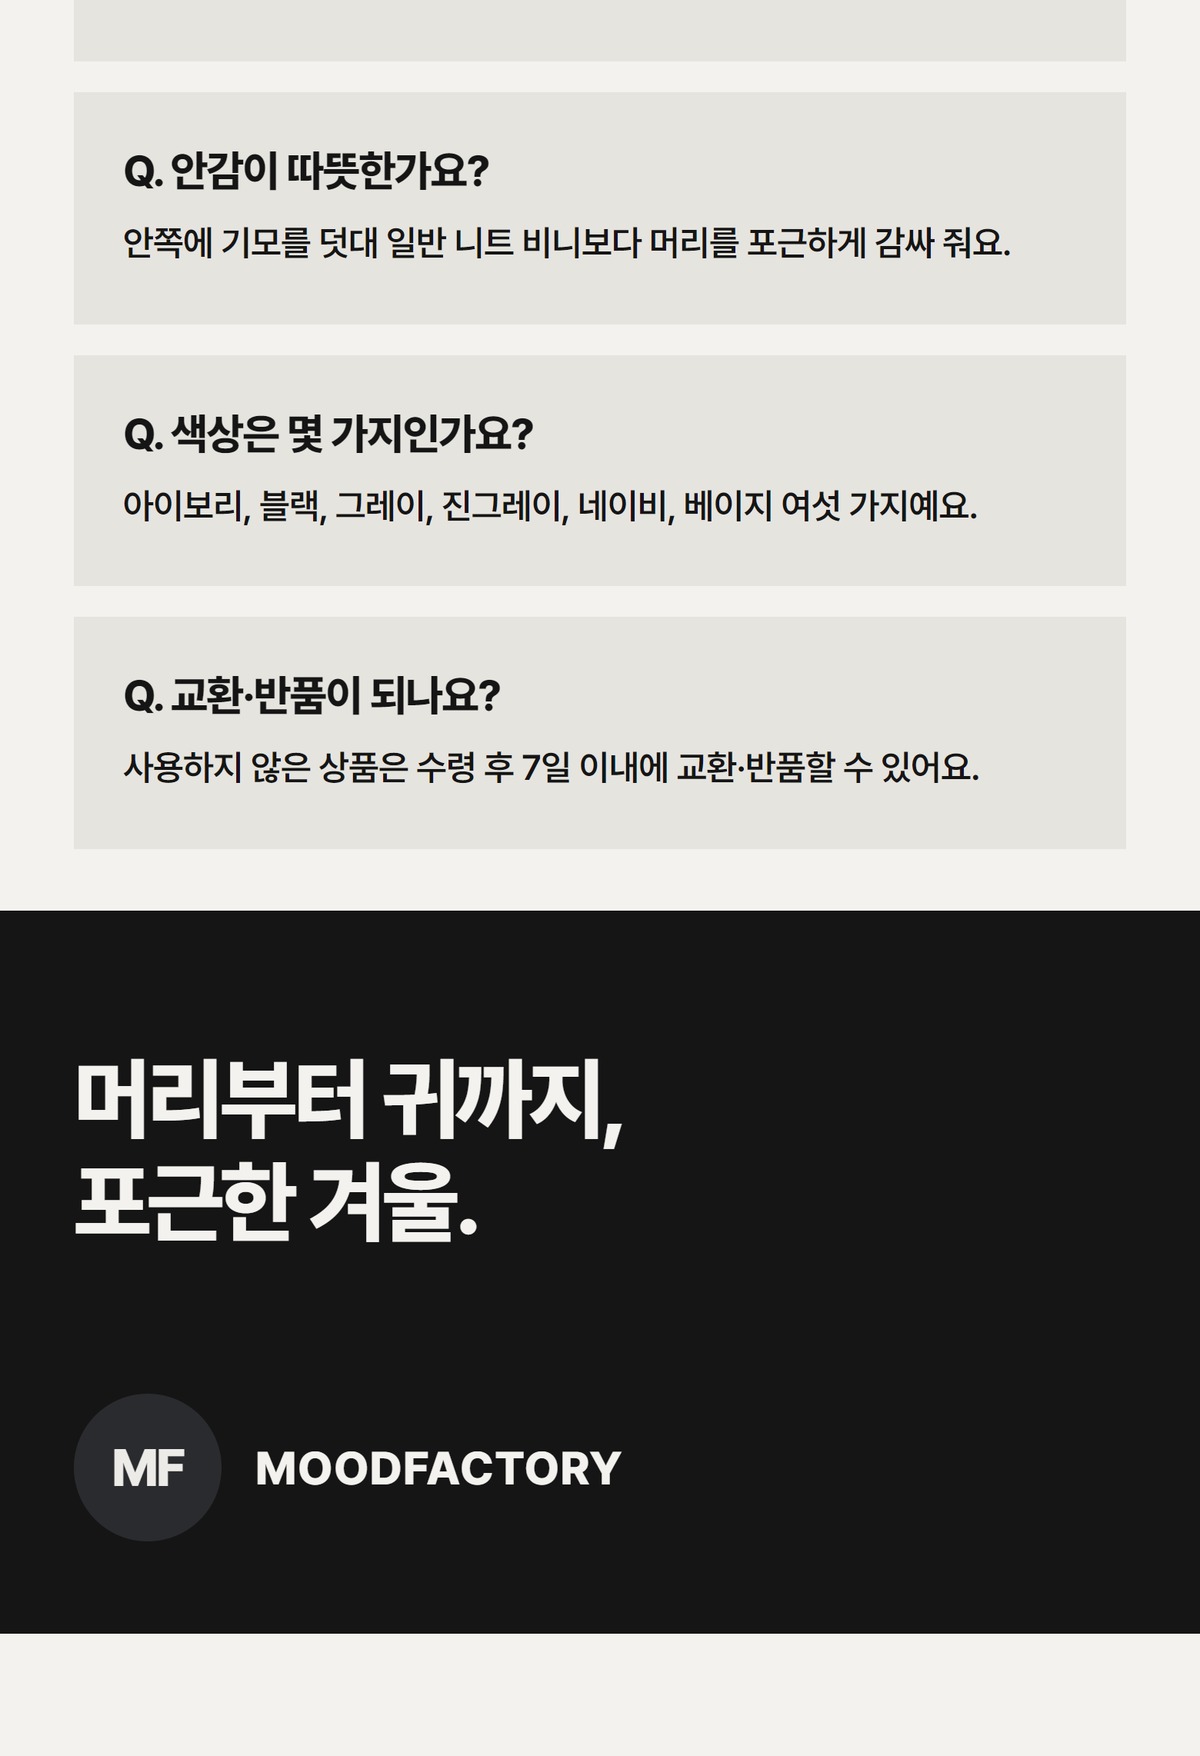 Q. 안감이 따뜻한가요?
안쪽에 기모를 덧대 일반 니트 비니보다 머리를 포근하게 감싸 줘요.
Q. 색상은 몇 가지인가요?
아이보리, 블랙, 그레이, 진그레이, 네이비, 베이지 여섯 가지예요.
Q. 교환·반품이 되나요?
사용하지 않은 상품은 수령 후 7일 이내에 교환·반품할 수 있어요.
머리부터 귀까지,
포근한 겨울.
MF MOODFACTORY